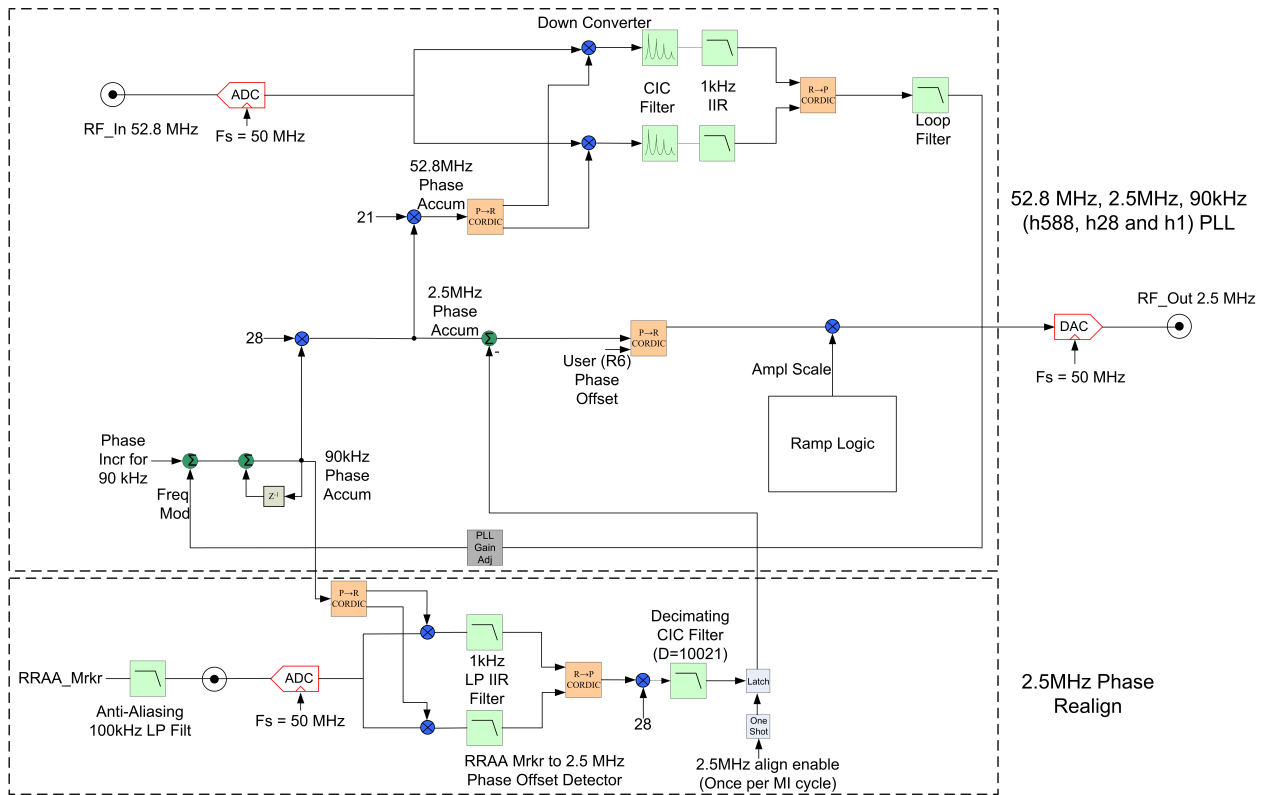 Down Converter
ADC
RF_In 52.8 MHz
Fs = 50 MHz
CIC
Filter
1kHz
IIR
R→P
CORDIC
Loop
Filter
52.8MHz
Phase
Accum
21
P→R
CORDIC
52.8 MHz, 2.5MHz, 90kHz
(h588, h28 and h1) PLL
2.5MHz
Phase
Accum
28
Σ
-
P→R
CORDIC
User (R6)
Phase
Offset
Ampl Scale
Ramp Logic
RF_Out 2.5 MHz
DAC
Fs = 50 MHz
Phase
Incr for
90 kHz
Σ
Σ
Z-1
90kHz
Phase
Accum
Freq
Mod
PLL
Gain
Adj
P→R
CORDIC
RRAA_Mrkr
Anti-Aliasing
100kHz LP Filt
ADC
Fs = 50 MHz
1kHz
LP IIR
Filter
R→P
CORDIC
28
Decimating
CIC Filter
(D=10021)
Latch
One
Shot
RRAA Mrkr to 2.5 MHz
Phase Offset Detector
2.5MHz align enable
(Once per MI cycle)
2.5MHz Phase
Realign